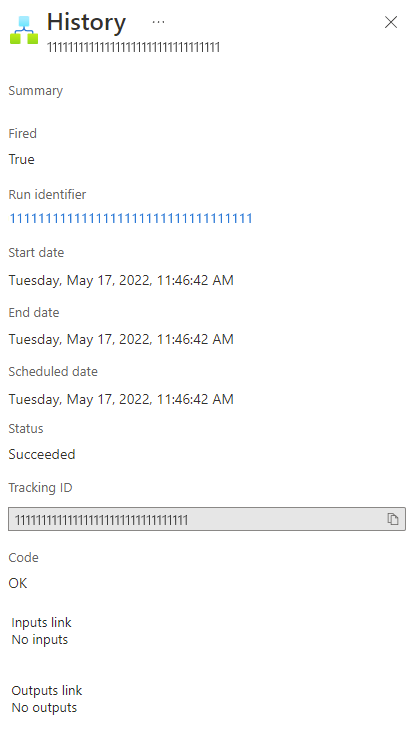 History ...
1111111111111111111111111111111111
Summary
Fired
True
Run identifier
1111111111111111111111111111111111
Start date
Tuesday, May 17, 2022, 11:46:42 AM
End date
Tuesday, May 17, 2022, 11:46:42 AM
Scheduled date
Tuesday, May 17, 2022, 11:46:42 AM
Status
Succeeded
Tracking ID
1111111111111111111111111111111111
Code
OK
Inputs link
No inputs
Outputs link
No outputs